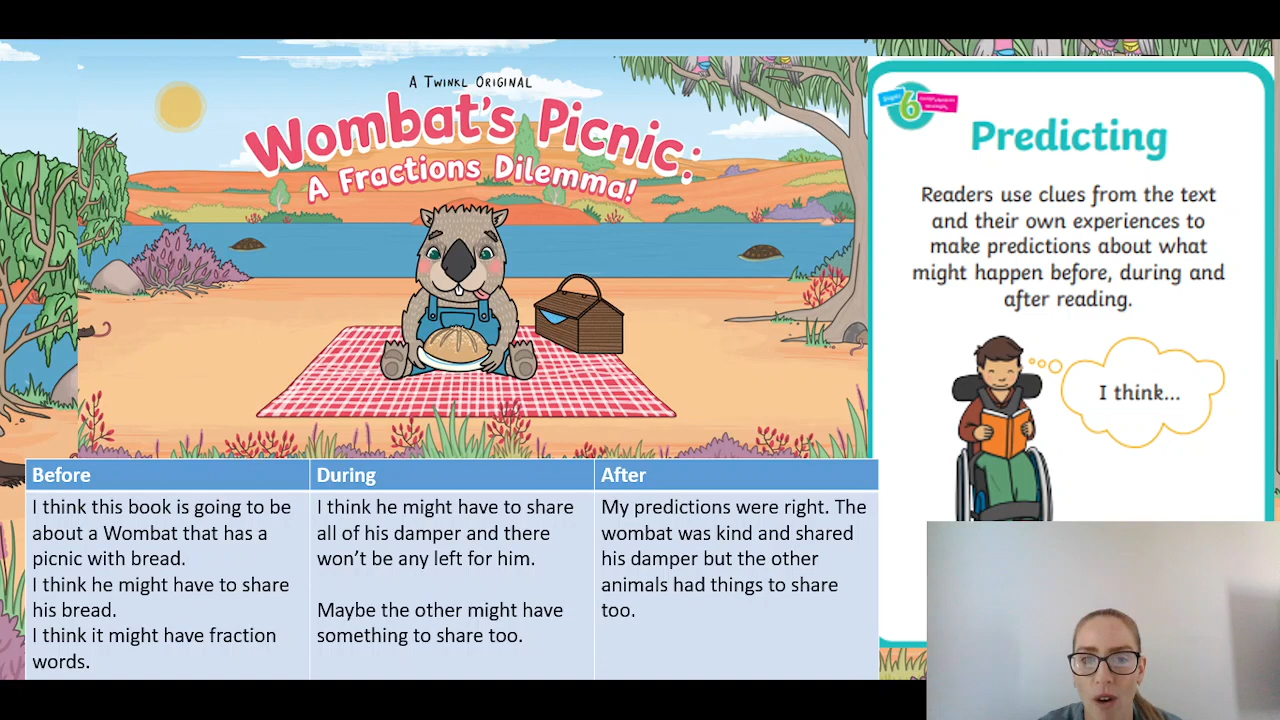 A TWINKL ORIGINAL
Wombat's Picnic:
A Fractions Dilemma!
6
Predicting
Readers use clues from the text
and their own experiences to
make predictions about what
might happen before, during and
after reading.
I think...
Before
I think this book is going to be
about a Wombat that has a
picnic with bread.
I think he might have to share
his bread.
I think it might have fraction
words.
During
I think he might have to share
all of his damper and there
won't be any left for him.
Maybe the other might have
something to share too.
After
My predictions were right. The
wombat was kind and shared
his damper but the other
animals had things to share
too.